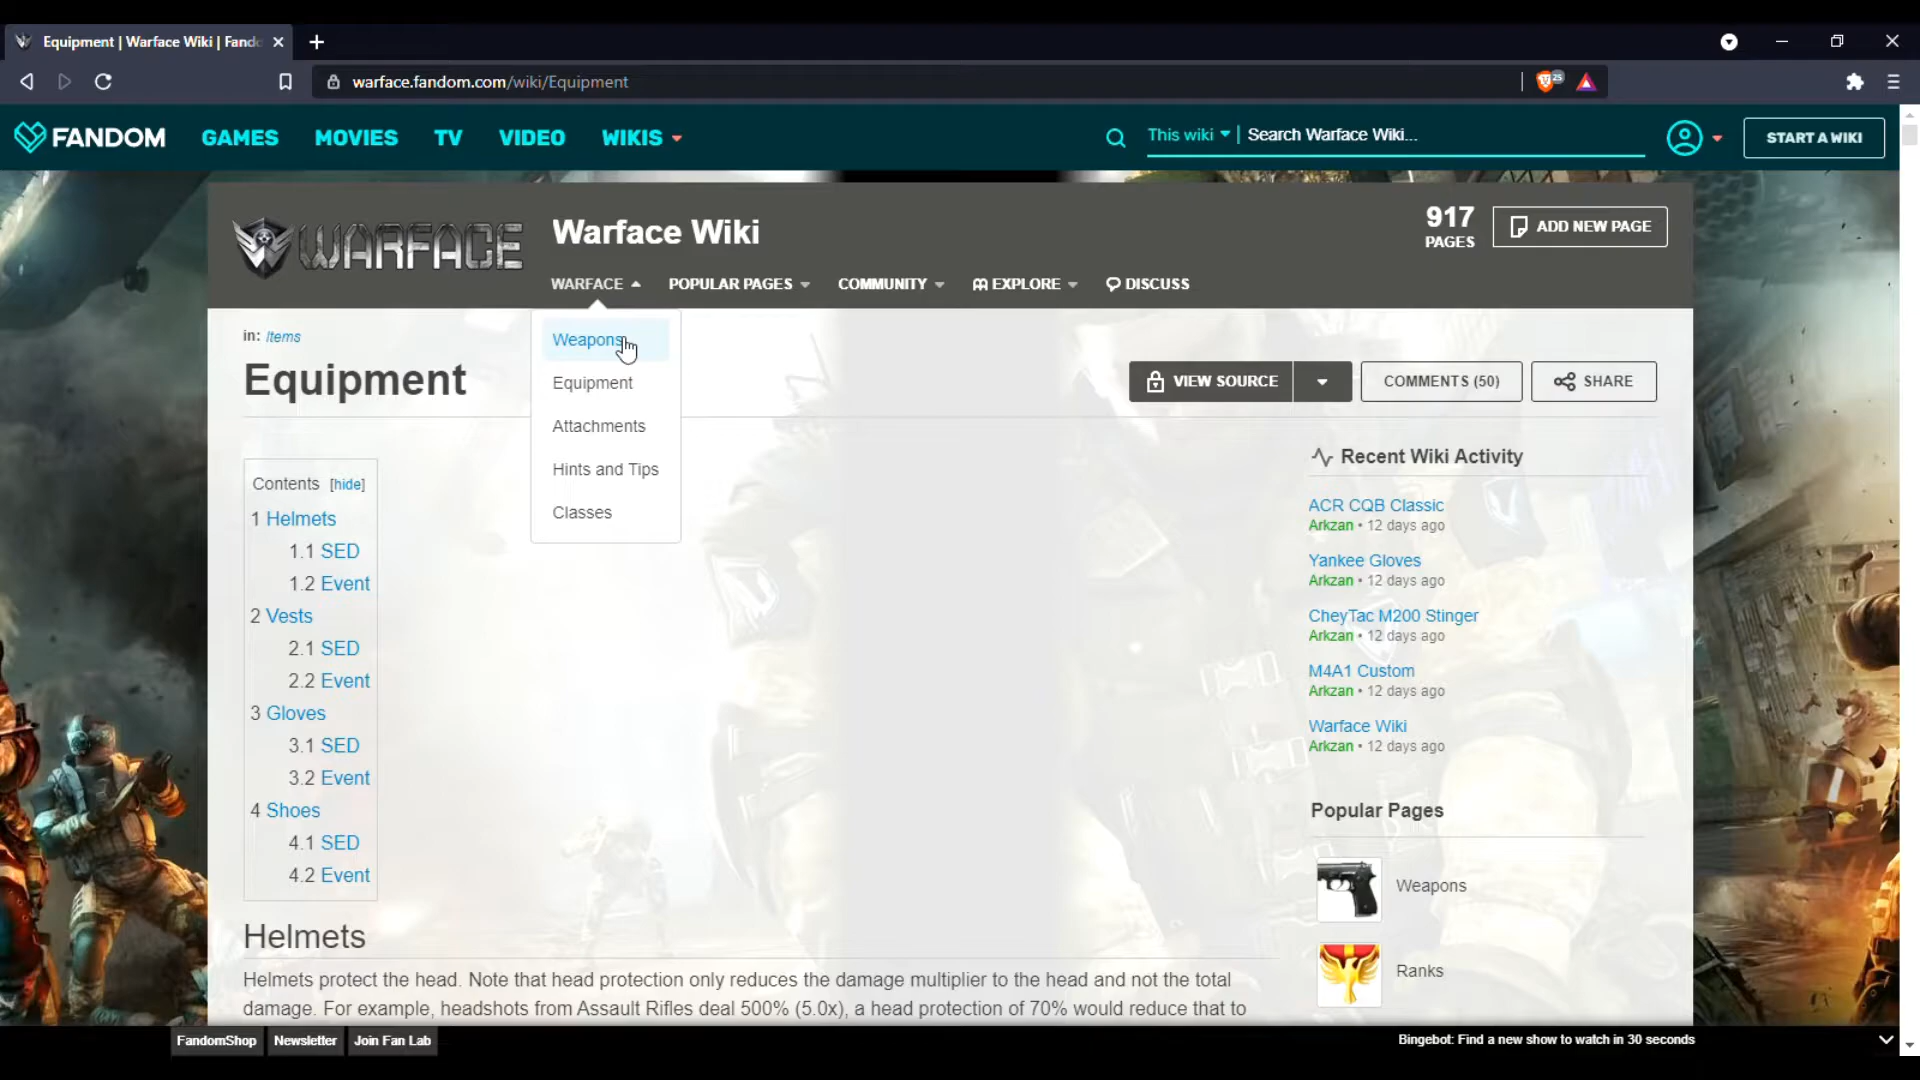 Equipment | Warface Wiki | Fando
warface.fandom.com/wiki/Equipment
25
FANDOM
GAMES
MOVIES
TV
VIDEO
WIKIS
This wiki
Search Warface Wiki...
START A WIKI
WARFACE
Warface Wiki
917
PAGES
ADD NEW PAGE
WARFACE
POPULAR PAGES
COMMUNITY
EXPLORE
DISCUSS
in: Items
Equipment
Weapons
Equipment
Attachments
Hints and Tips
Classes
VIEW SOURCE
COMMENTS (50)
SHARE
Contents [hide]
1 Helmets
1.1 SED
1.2 Event
2 Vests
2.1 SED
2.2 Event
3 Gloves
3.1 SED
3.2 Event
4 Shoes
4.1 SED
4.2 Event
Helmets
Helmets protect the head. Note that head protection only reduces the damage multiplier to the head and not the total
damage. For example, headshots from Assault Rifles deal 500% (5.0x), a head protection of 70% would reduce that to
Recent Wiki Activity
ACR CQB Classic
Arkzan • 12 days ago
Yankee Gloves
Arkzan • 12 days ago
CheyTac M200 Stinger
Arkzan • 12 days ago
M4A1 Custom
Arkzan • 12 days ago
Warface Wiki
Arkzan • 12 days ago
Popular Pages
Weapons
Ranks
FandomShop
Newsletter
Join Fan Lab
Bingebot: Find a new show to watch in 30 seconds